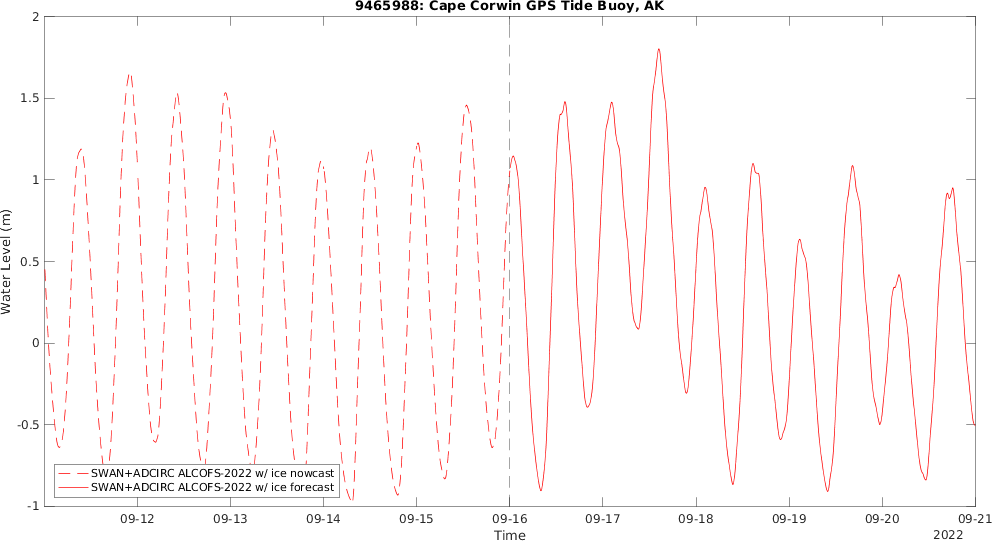 9465988: Cape Corwin GPS Tide Buoy, AK
Water Level (m)
2
1.5
1
0.5
0
-0.5
-1
SWAN+ADCIRC ALCOFS-2022 w/ ice nowcast
SWAN+ADCIRC ALCOFS-2022 w/ ice forecast
09-12 09-13 09-14 09-15 09-16 09-17 09-18 09-19 09-20 09-21
Time
2022